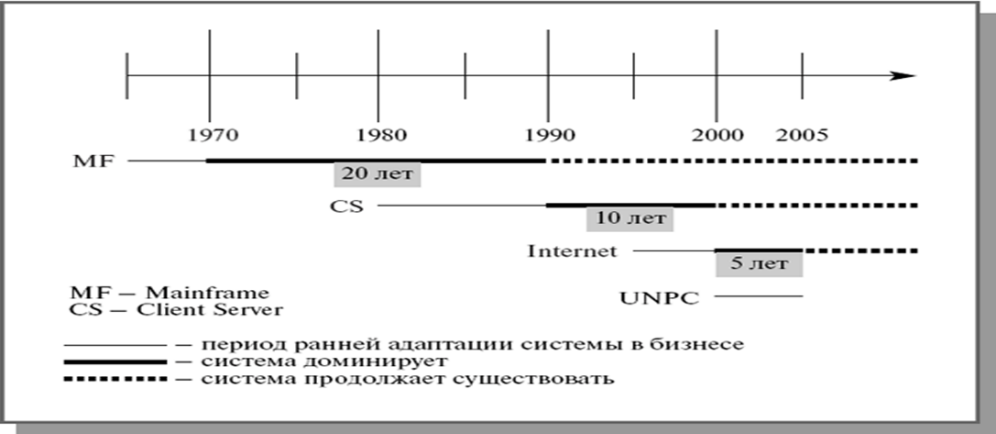 1970 1980 1990 2000 2005
MF
20 лет
CS
10 лет
Internet
5 лет
UNPC
MF – Mainframe
CS – Client Server
– период ранней адаптации системы в бизнесе
– система доминирует
– система продолжает существовать